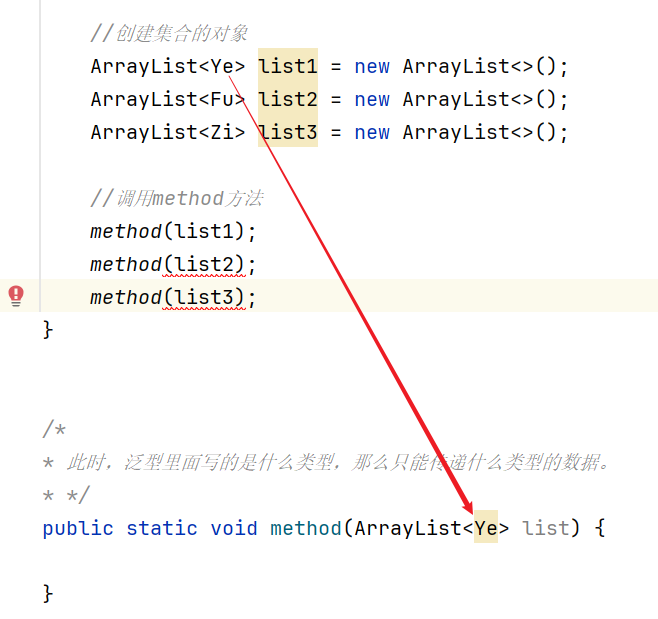 //创建集合的对象
ArrayList<Ye> list1 = new ArrayList<>();
ArrayList<Fu> list2 = new ArrayList<>();
ArrayList<Zi> list3 = new ArrayList<>();
//调用method方法
method(list1);
method(list2);
method(list3);
}
/*
* 此时，泛型里面写的是什么类型，那么只能传递什么类型的数据。
* */
public static void method(ArrayList<Ye> list) {
}